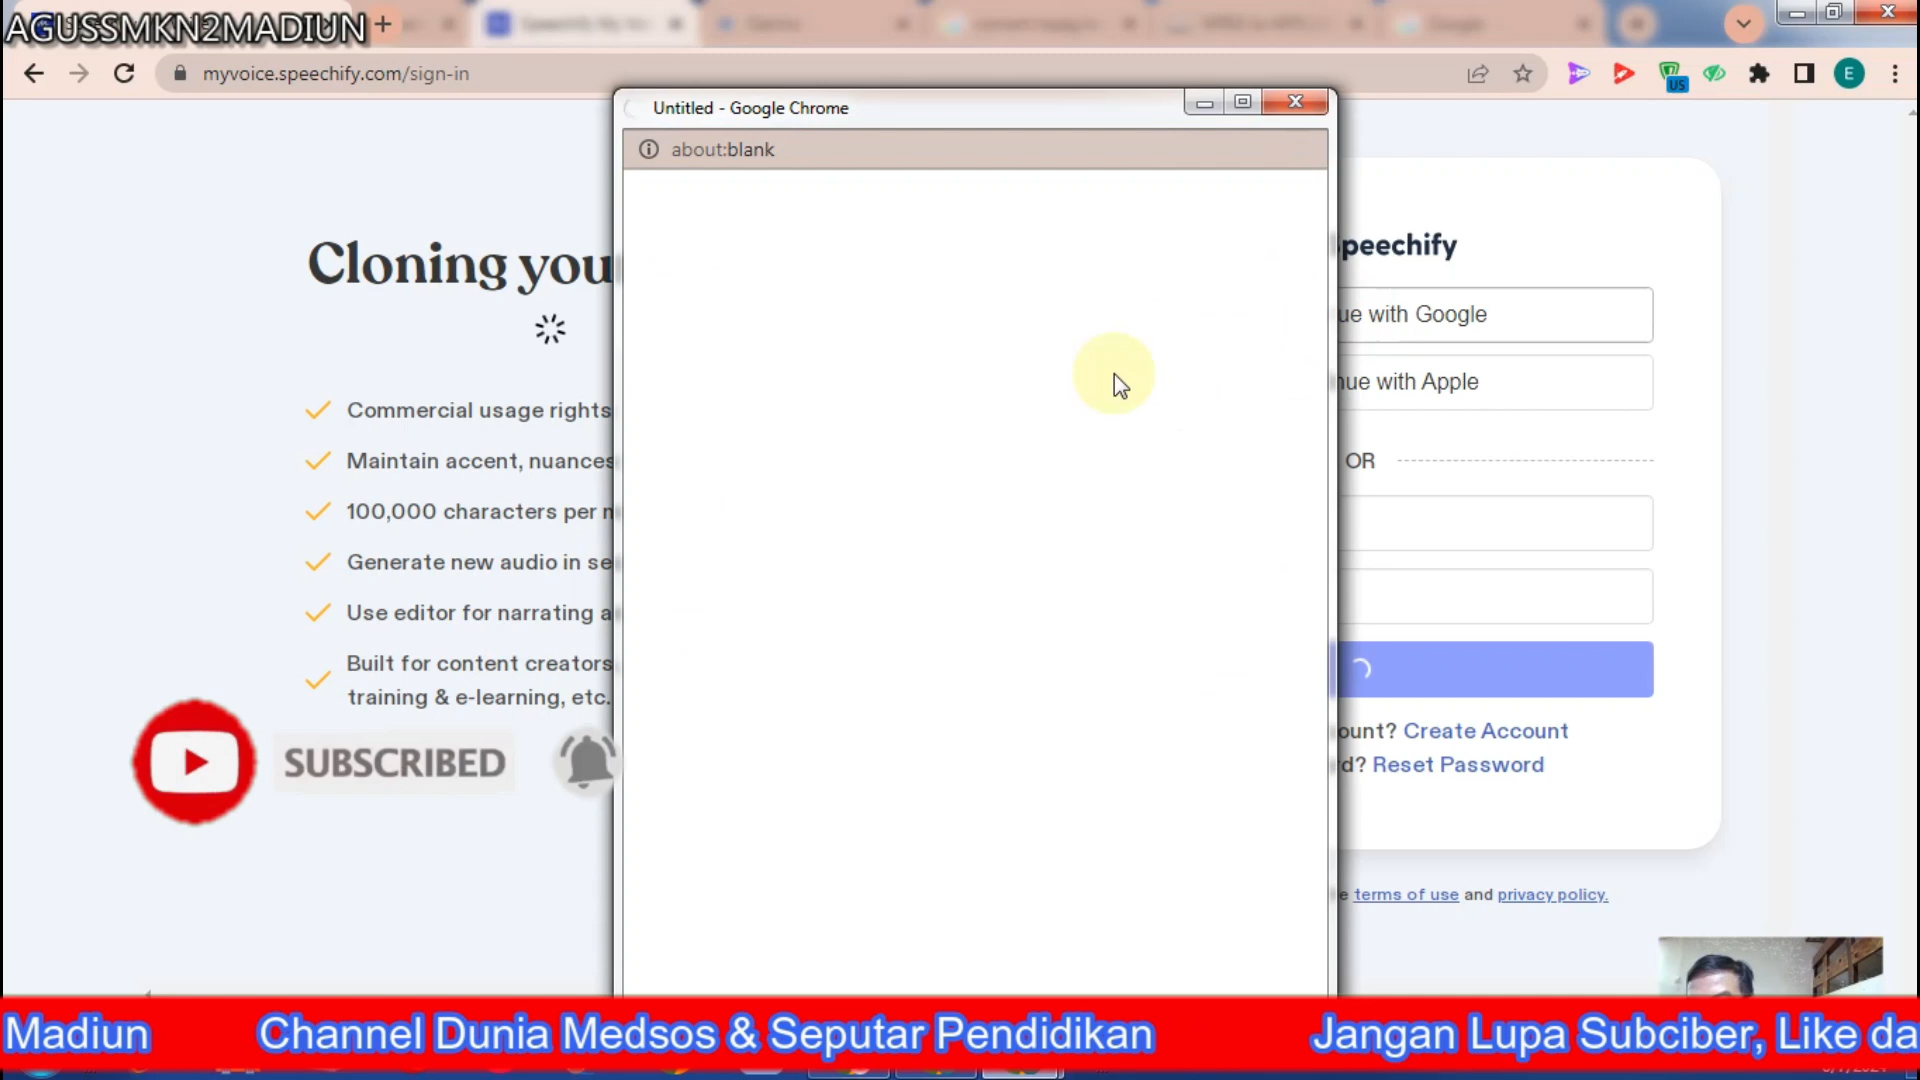 AGUSSMKN2MADIUN
myvoice.speechify.com/sign-in
US
E
Untitled - Google Chrome
about:blank
Cloning you
Commercial usage rights
Maintain accent, nuances
100,000 characters per
Generate new audio in
Use editor for narrating
Built for content creators
training & e-learning, etc.
SUBSCRIBED
peechify
ue with Google
ue with Apple
OR
ount? Create Account
d? Reset Password
e terms of use and privacy policy.
Madiun
Channel Dunia Medsos & Seputar Pendidikan
Jangan Lupa Subciber, Like da